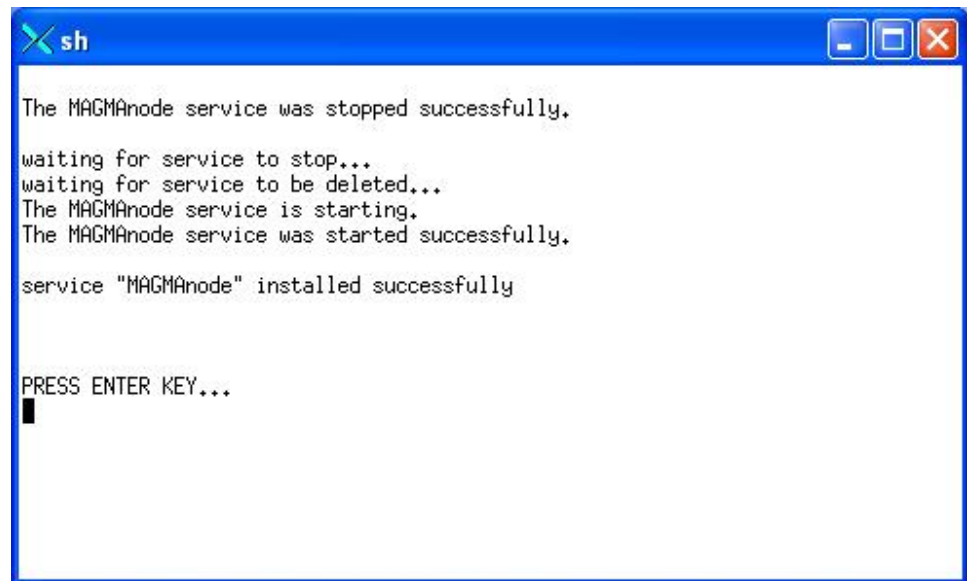 sh
The MAGMAnode service was stopped successfully.
waiting for service to stop...
waiting for service to be deleted...
The MAGMAnode service is starting.
The MAGMAnode service was started successfully.
service "MAGMAnode" installed successfully
PRESS ENTER KEY...